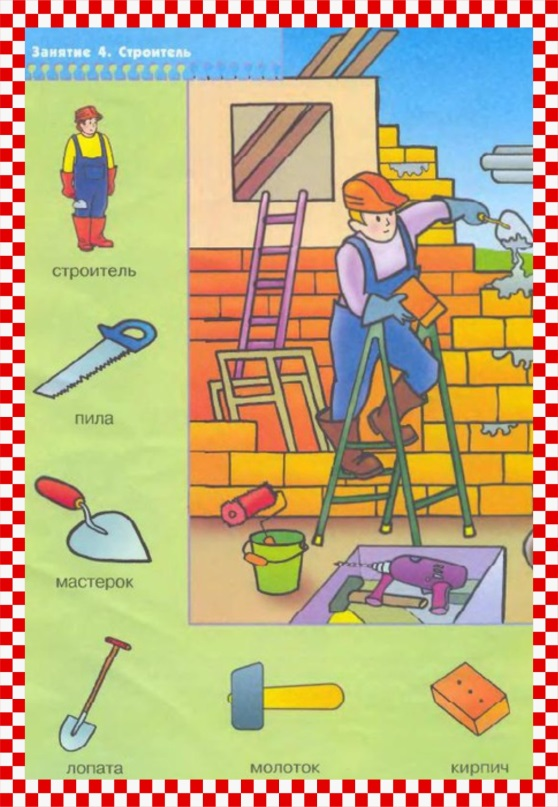 Занятие 4. Строитель
строитель
пила
мастерок
лопата
молоток
кирпич